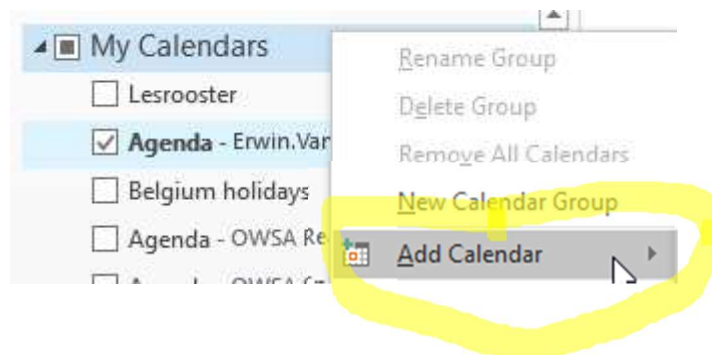 My Calendars
Rename Group
Lesrooster
Delete Group
Agenda - Erwin.Var
Remove All Calendars
Belgium holidays
New Calendar Group
Agenda - OWSA Re
Add Calendar